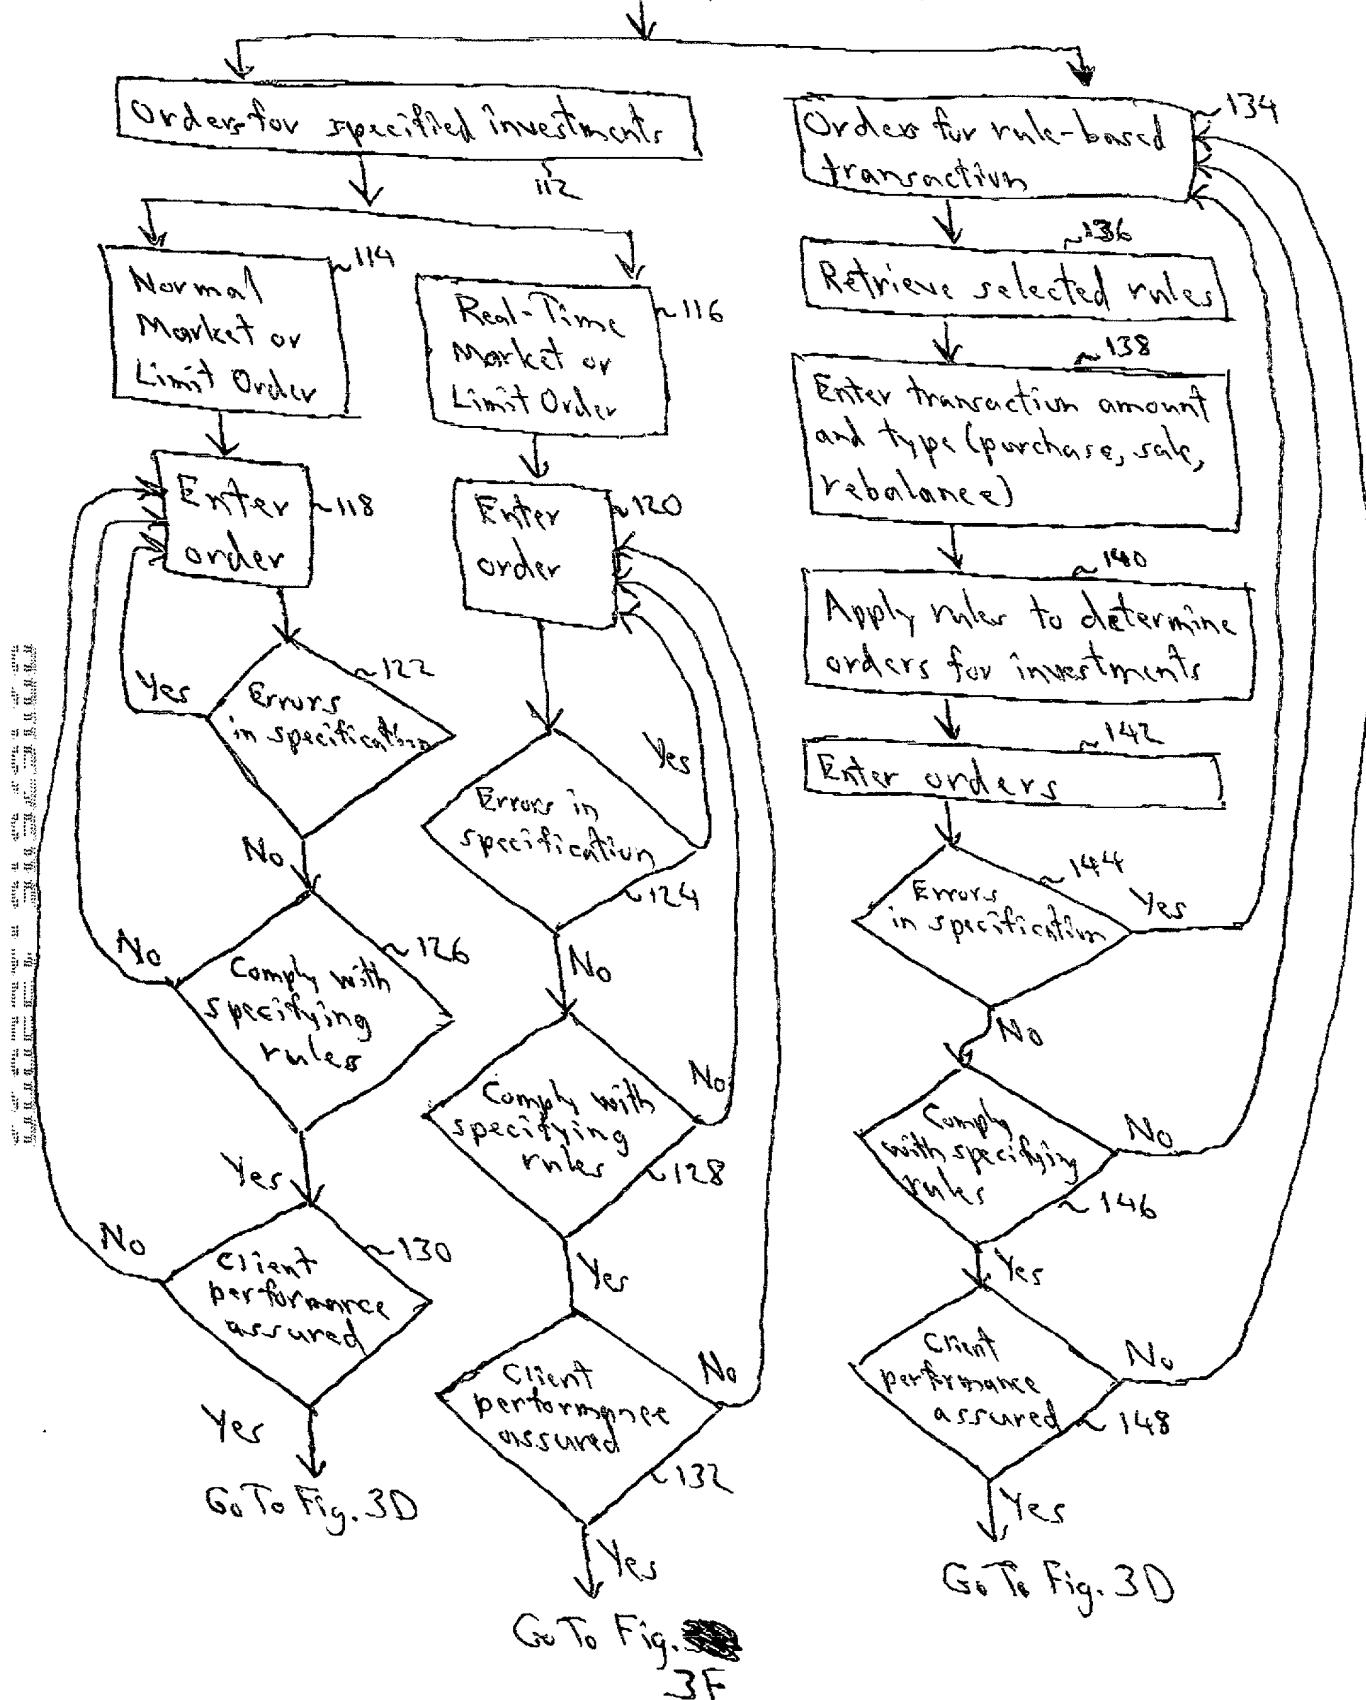 Orders for specified investments
112
Normal
Market or
Limit Order
114
Real-Time
Market or
Limit Order
116
Enter
order
118
Enter
order
120
Errors
in specification
122
Yes
No
Errors in
specification
124
Yes
No
Comply with
specifying
rules
126
No
Yes
Comply with
specifying
rules
128
No
Yes
Client
performance
assured
130
No
Yes
Go To Fig. 3D
Client
performance
assured
132
No
Yes
Go To Fig.
3F
Orders for rule-based
transaction
134
136
Retrieve selected rules
138
Enter transaction amount
and type (purchase, sale,
rebalance)
140
Apply rules to determine
orders for investments
142
Enter orders
144
Errors
in specification
Yes
No
Comply
with specifying
rules
146
No
Yes
Client
performance
assured
148
No
Yes
Go To Fig. 3D